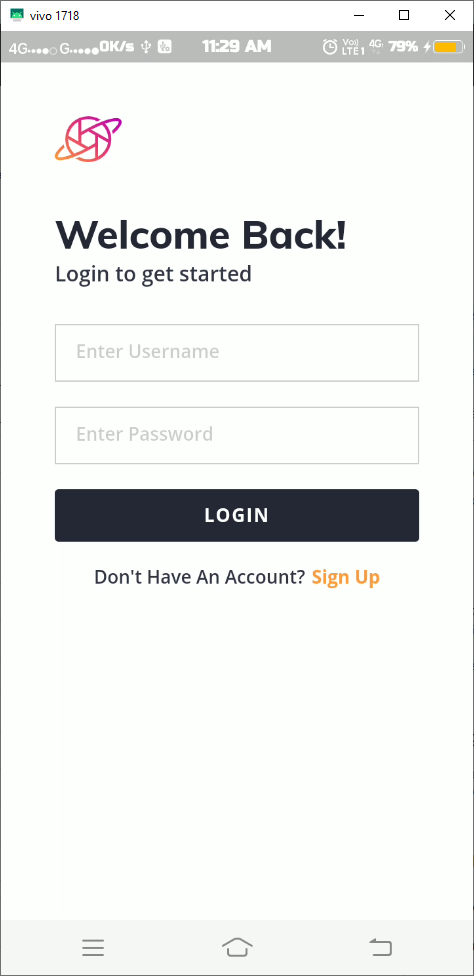 vivo 1718
4G G 0K/s 11:29 AM Vo) LTE1 4G 79%
Welcome Back!
Login to get started
Enter Username
Enter Password
LOGIN
Don't Have An Account? Sign Up